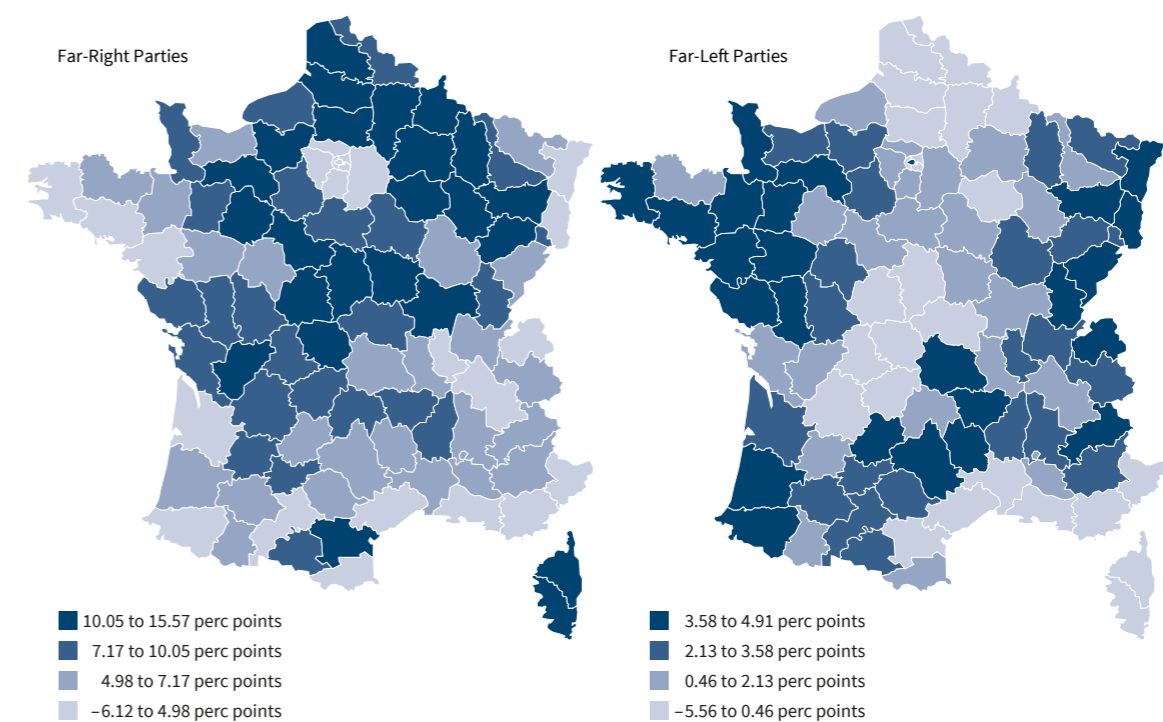 Far-Right Parties
10.05 to 15.57 perc points
7.17 to 10.05 perc points
4.98 to 7.17 perc points
–6.12 to 4.98 perc points
Far-Left Parties
3.58 to 4.91 perc points
2.13 to 3.58 perc points
0.46 to 2.13 perc points
–5.56 to 0.46 perc points